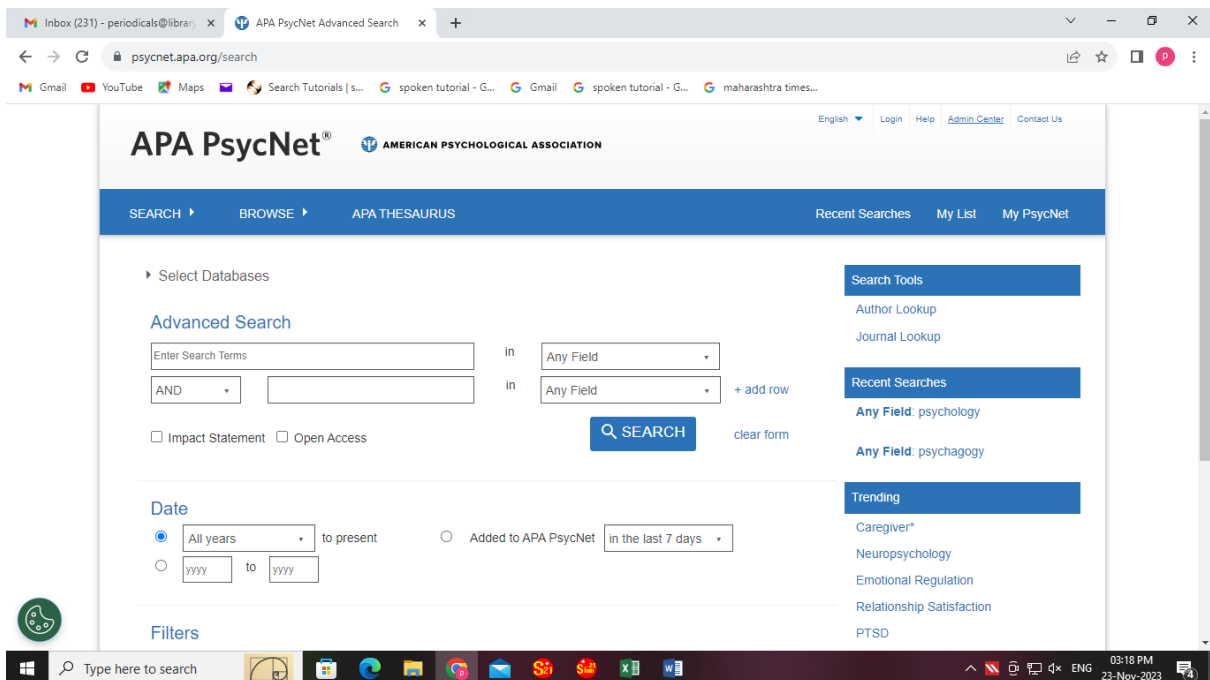 Inbox (231) - periodicals@library
APA PsycNet Advanced Search
psycnet.apa.org/search
Gmail YouTube Maps Search Tutorials | s... spoken tutorial - G... Gmail spoken tutorial - G... maharashtra times...
English Login Help Admin Center Contact Us
APA PsycNet® AMERICAN PSYCHOLOGICAL ASSOCIATION
SEARCH BROWSE APA THESAURUS Recent Searches My List My PsycNet
Select Databases
Advanced Search
Enter Search Terms in Any Field
AND in Any Field + add row
Impact Statement Open Access SEARCH clear form
Date
All years to present Added to APA PsycNet in the last 7 days
yyyy to yyyy
Filters
Search Tools
Author Lookup
Journal Lookup
Recent Searches
Any Field: psychology
Any Field: psychagogy
Trending
Caregiver*
Neuropsychology
Emotional Regulation
Relationship Satisfaction
PTSD
Type here to search
ENG
03:18 PM
23-Nov-2023